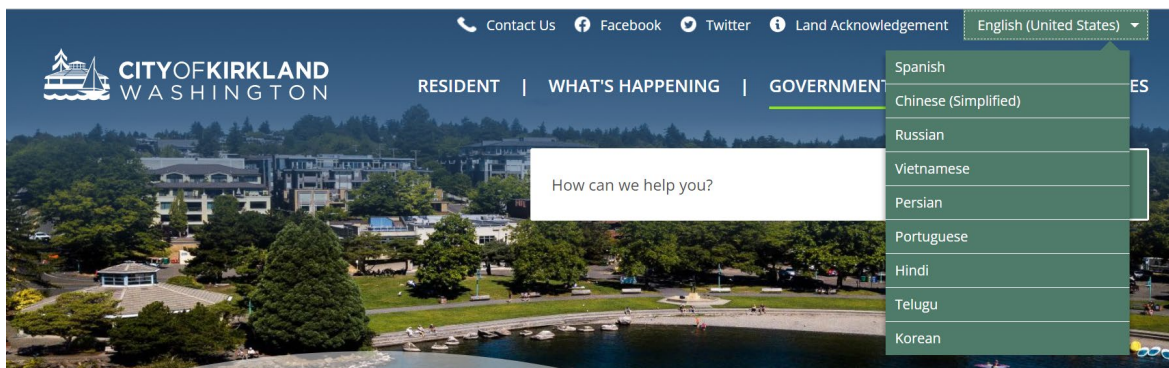 Contact Us Facebook Twitter Land Acknowledgement English (United States)
CITYOFKIRKLAND
WASHINGTON
RESIDENT | WHAT'S HAPPENING | GOVERNMENT
Spanish
Chinese (Simplified)
Russian
Vietnamese
Persian
Portuguese
Hindi
Telugu
Korean
How can we help you?